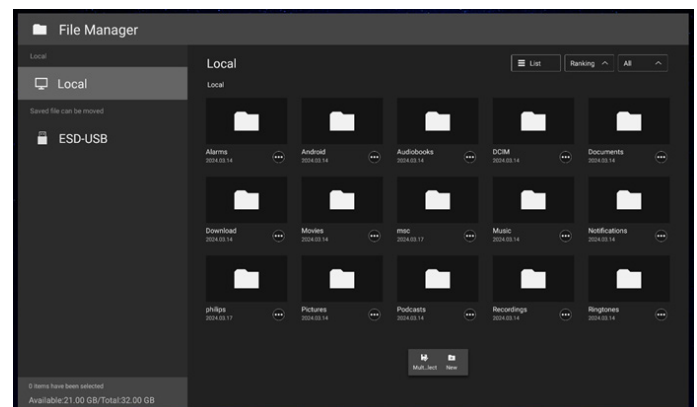 File Manager
Local
Local
Saved file can be moved
ESD-USB
0 items have been selected
Available:21.00 GB/Total:32.00 GB
Local
List
Ranking
All
Local
Alarms
2024.03.14
Android
2024.03.14
Audiobooks
2024.03.14
DCIM
2024.03.14
Documents
2024.03.14
Download
2024.03.14
Movies
2024.03.14
msc
2024.03.17
Music
2024.03.14
Notifications
2024.03.14
philips
2024.03.17
Pictures
2024.03.14
Podcasts
2024.03.14
Recordings
2024.03.14
Ringtones
2024.03.14
Mult...lect
New